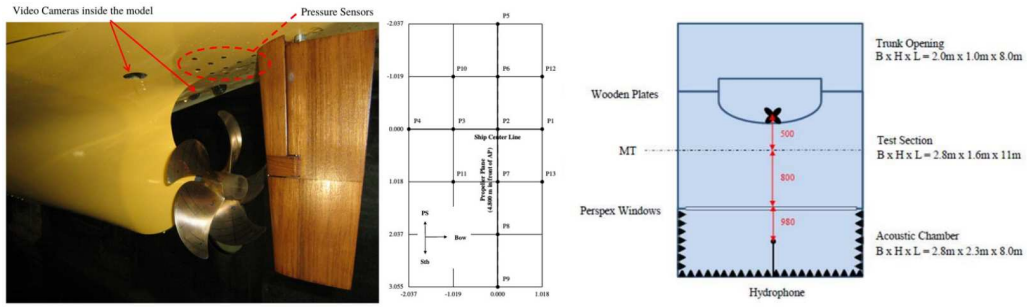 Video Cameras inside the model
Pressure Sensors
-2.037
P5
-1.019
P10
P6
P12
0.000
P4
P3
P2
P1
Ship Center Line
Propeller Plane
(4.800 m in front of AP)
1.018
P11
P7
P13
PS
Bow
Stb
2.037
P8
3.055
P9
-2.037
-1.019
0.000
1.018
Trunk Opening
B x H x L = 2.0m x 1.0m x 8.0m
Wooden Plates
500
Test Section
B x H x L = 2.8m x 1.6m x 11m
MT
800
Perspex Windows
980
Acoustic Chamber
B x H x L = 2.8m x 2.3m x 8.0m
Hydrophone